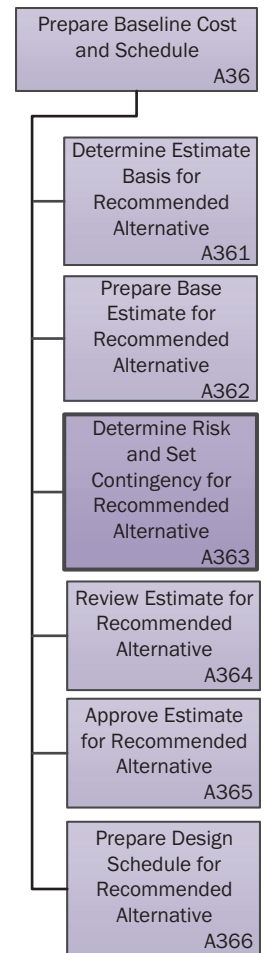 Prepare Baseline Cost
and Schedule
A36
Determine Estimate
Basis for
Recommended
Alternative
A361
Prepare Base
Estimate for
Recommended
Alternative
A362
Determine Risk
and Set
Contingency for
Recommended
Alternative
A363
Review Estimate for
Recommended
Alternative
A364
Approve Estimate
for Recommended
Alternative
A365
Prepare Design
Schedule for
Recommended
Alternative
A366